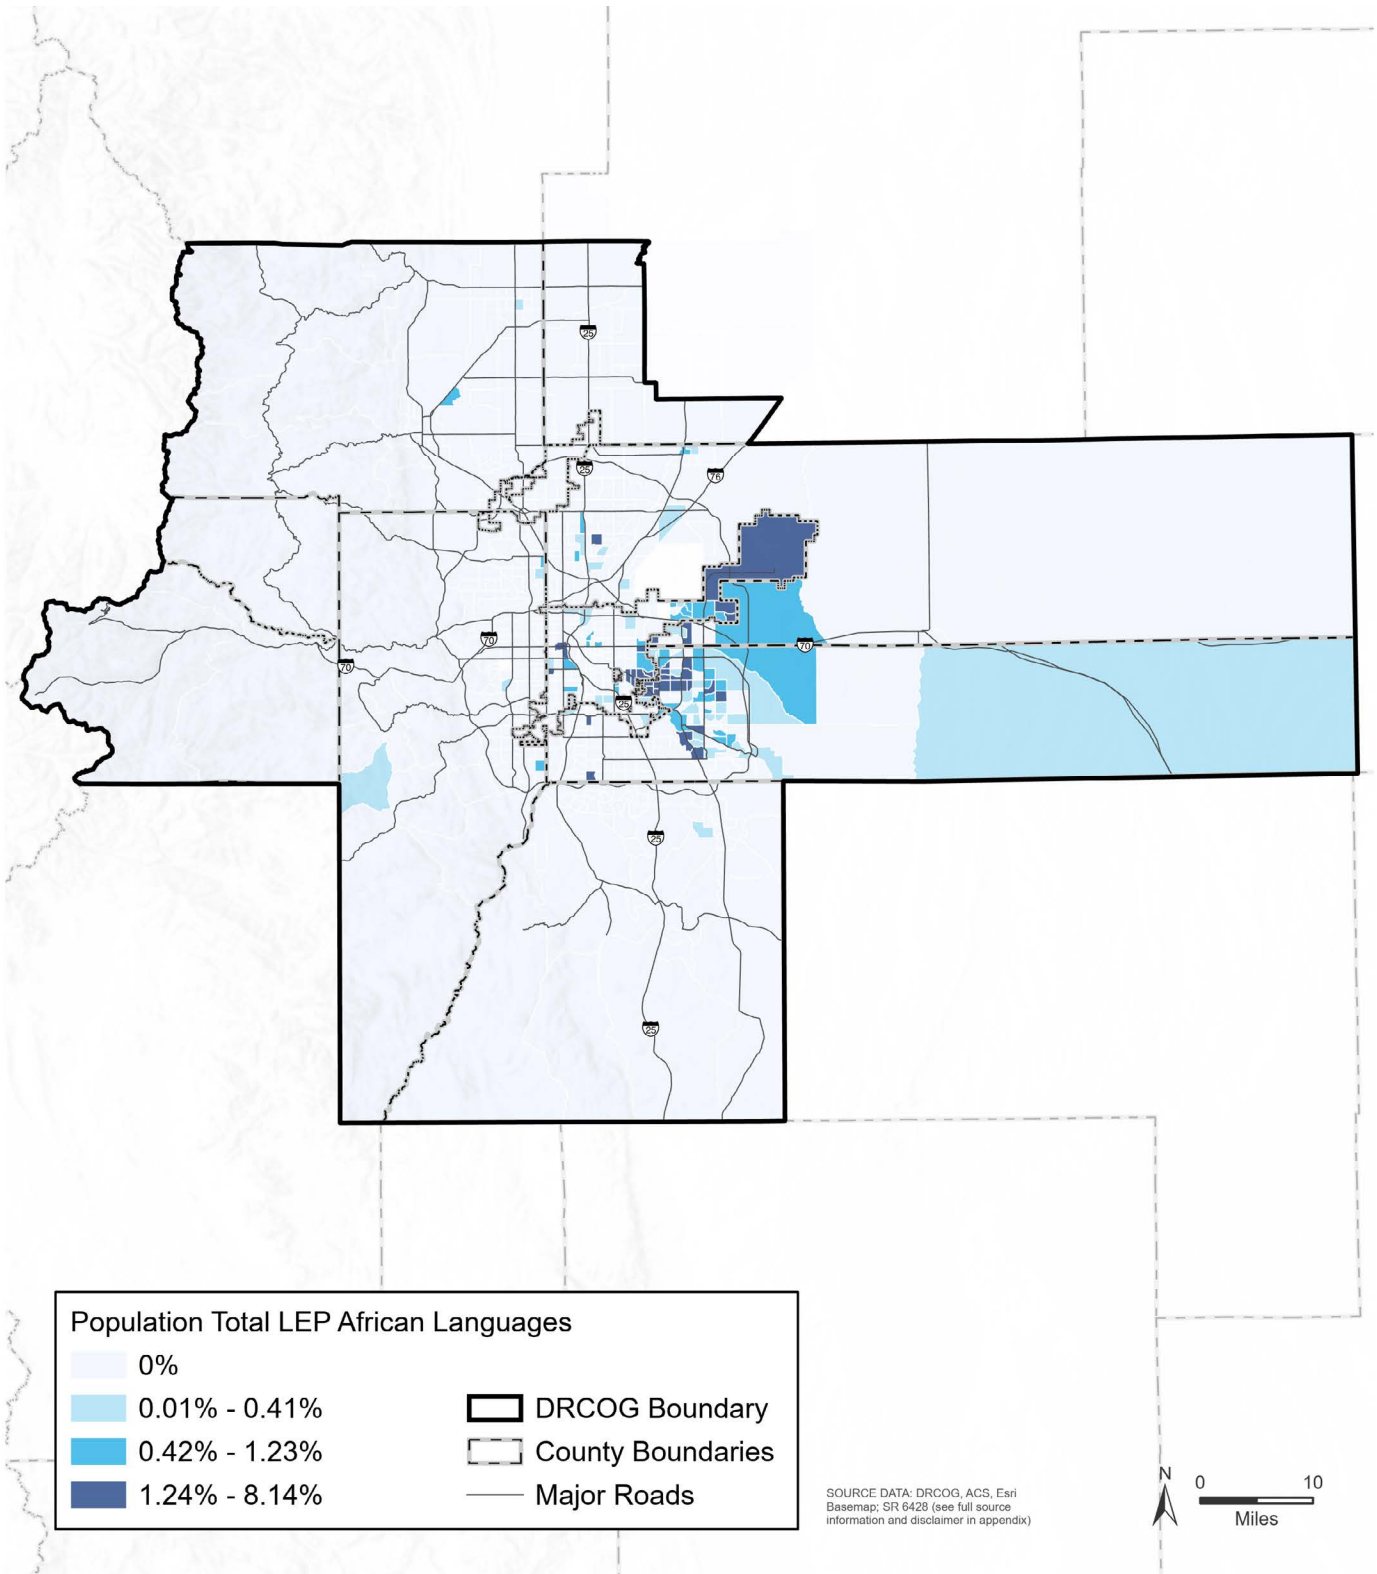 25
25
76
70
70
70
25
25
25
Population Total LEP African Languages
0%
0.01% - 0.41%
0.42% - 1.23%
1.24% - 8.14%
DRCOG Boundary
County Boundaries
Major Roads
SOURCE DATA: DRCOG, ACS, Esri
Basemap; SR 6428 (see full source
information and disclaimer in appendix)
N
0 10
Miles